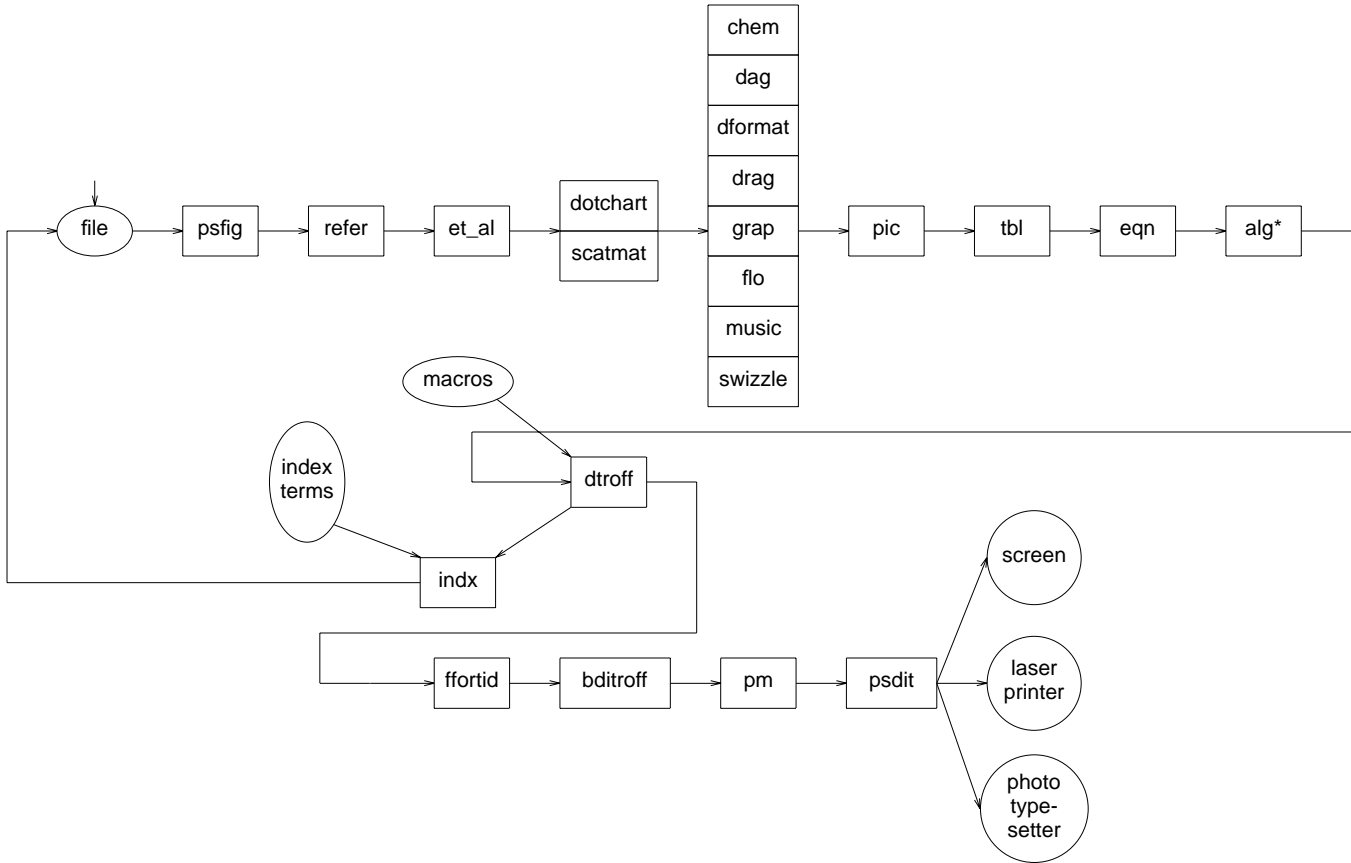 chem
dag
dformat
drag
dotchart
file
psfig
refer
et_al
grap
pic
tbl
eqn
alg*
scatmat
flo
music
swizzle
macros
index
terms
dtroff
indx
screen
ffortid
bditroff
pm
psdit
laser
printer
photo
type-
setter